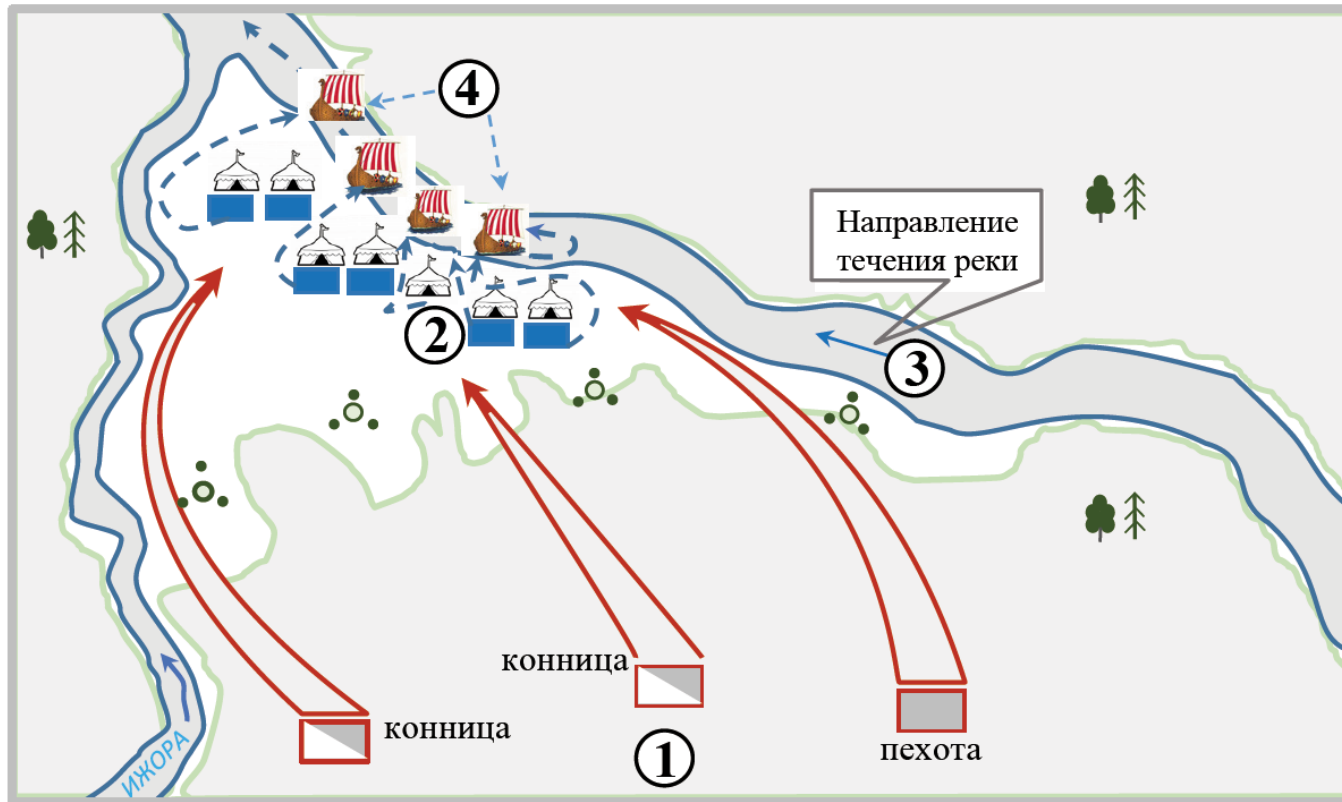 4
Направление
течения реки
2
3
конница
конница
1
пехота
ИЖОРА